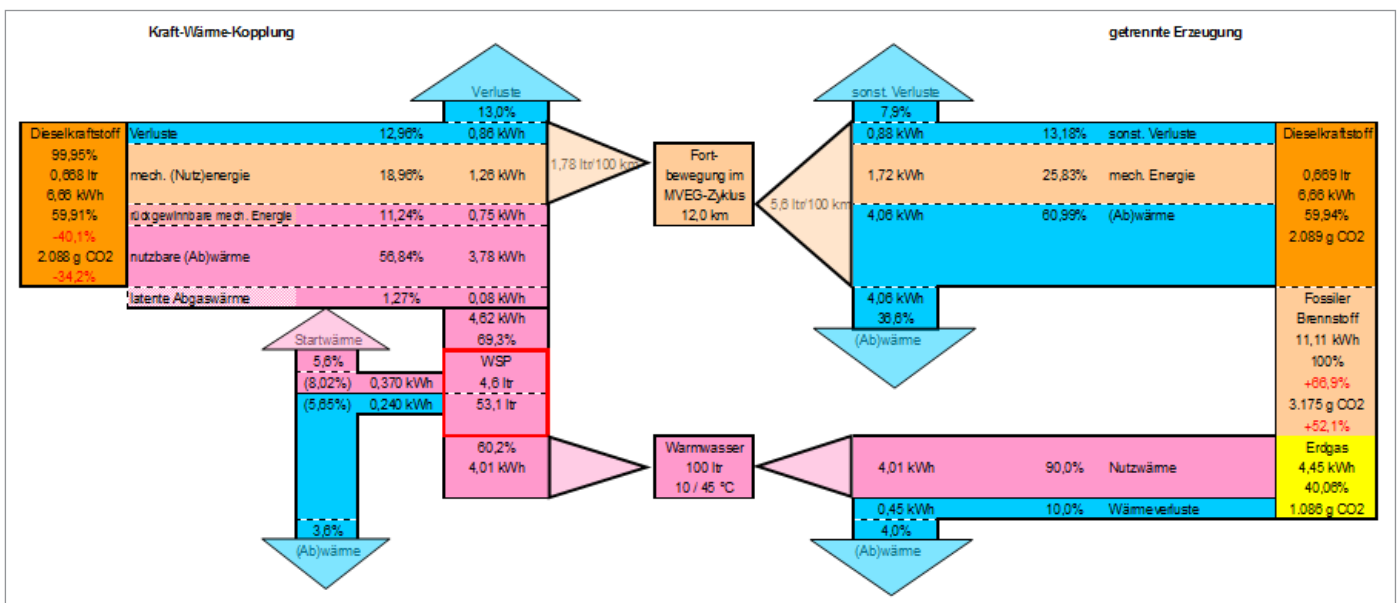 Kraft-Wärme-Kopplung
getrennte Erzeugung
Verluste
13,0%
sonst. Verluste
7,9%
Dieselkraftstoff
99,95%
0,668 ltr
6,66 kWh
59,91%
-40,1%
2.088 g CO2
-34,2%
Verluste 12,96% 0,86 kWh
mech. (Nutz)energie 18,96% 1,26 kWh
rückgewinnbare mech. Energie 11,24% 0,75 kWh
nutzbare (Ab)wärme 56,84% 3,78 kWh
latente Abgaswärme 1,27% 0,08 kWh
1,78 ltr/100 km
Fort-
bewegung im
MVEG-Zyklus
12,0 km
5,6 ltr/100 km
0,88 kWh 13,18% sonst. Verluste
1,72 kWh 25,83% mech. Energie
4,06 kWh 60,99% (Ab)wärme
Dieselkraftstoff
0,669 ltr
6,66 kWh
59,94%
2.089 g CO2
4,62 kWh
69,3%
4,06 kWh
36,6%
(Ab)wärme
Fossiler
Brennstoff
11,11 kWh
100%
+66,9%
3.175 g CO2
+52,1%
Startwärme
5,6%
(8,02%) 0,370 kWh
(5,65%) 0,240 kWh
WSP
4,6 ltr
53,1 ltr
60,2%
4,01 kWh
Warmwasser
100 ltr
10 / 45 °C
4,01 kWh 90,0% Nutzwärme
0,45 kWh 10,0% Wärmeverluste
Erdgas
4,45 kWh
40,06%
1.086 g CO2
3,6%
(Ab)wärme
4,0%
(Ab)wärme